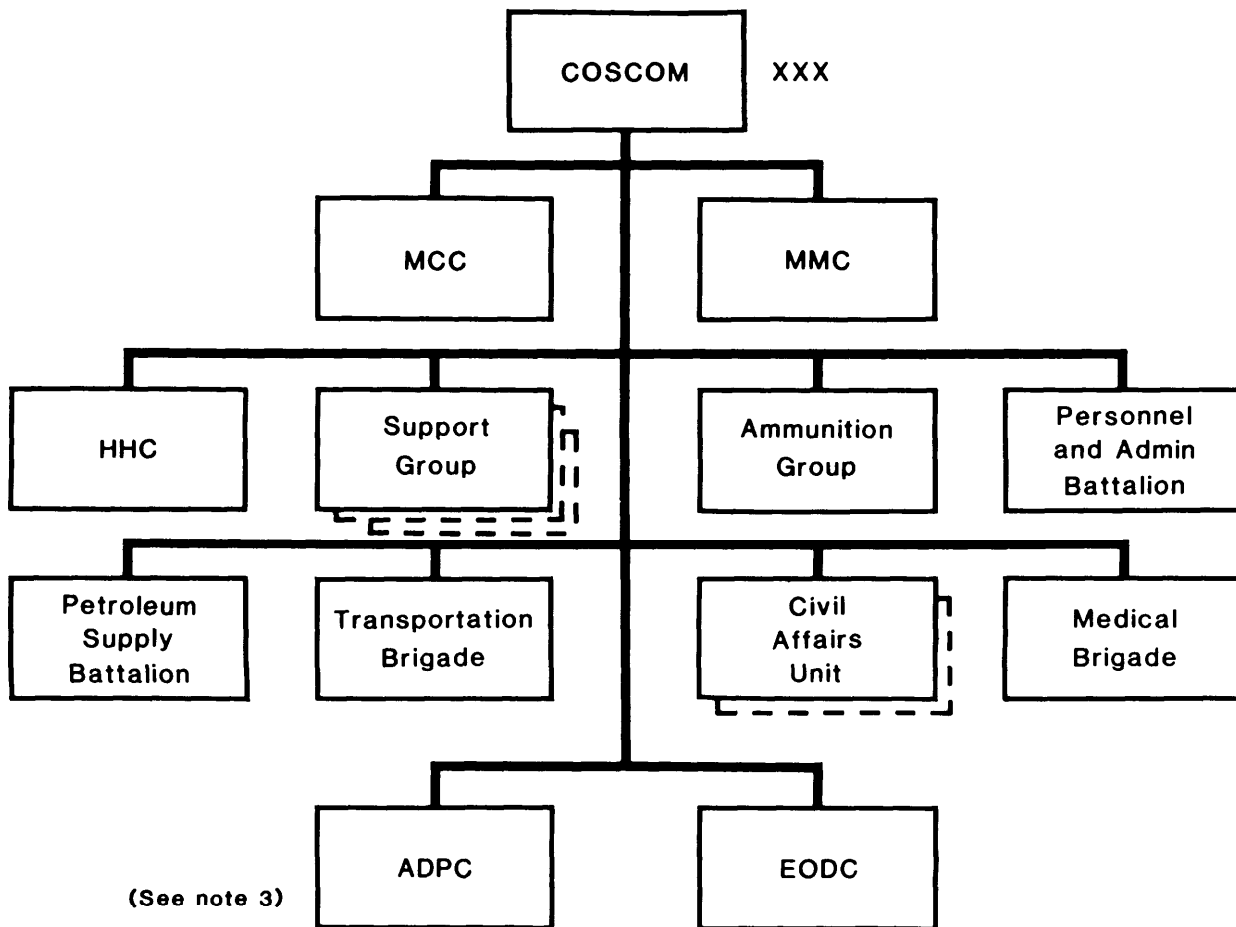 COSCOM XXX
MCC
MMC
HHC
Support
Group
Ammunition
Group
Personnel
and Admin
Battalion
Petroleum
Supply
Battalion
Transportation
Brigade
Civil
Affairs
Unit
Medical
Brigade
ADPC
EODC
(See note 3)